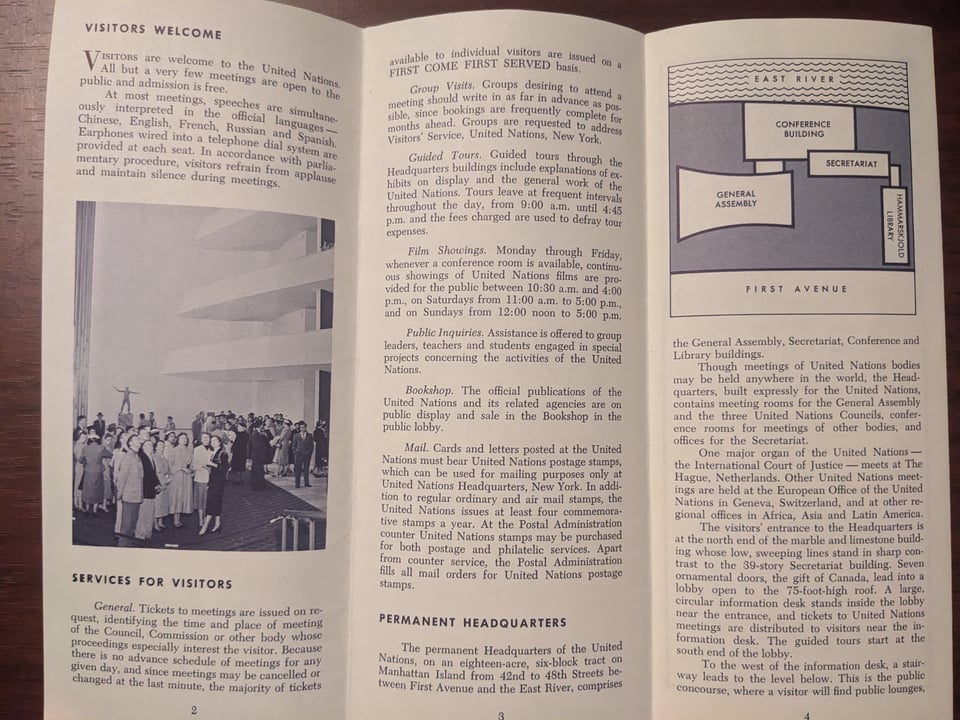 VISITORS WELCOME
VISITORS are welcome to the United Nations.
All but a very few meetings are open to the
public and admission is free.
At most meetings, speeches are simultane-
ously interpreted in the official languages—
Chinese, English, French, Russian and Spanish.
Earphones wired into a telephone dial system are
provided at each seat. In accordance with parlia-
mentary procedure, visitors refrain from applause
and maintain silence during meetings.
SERVICES FOR VISITORS
General. Tickets to meetings are issued on re-
quest, identifying the time and place of meeting
of the Council, Commission or other body whose
proceedings especially interest the visitor. Because
there is no advance schedule of meetings for any
given day, and since meetings may be cancelled or
changed at the last minute, the majority of tickets
2
available to individual visitors are issued on a
FIRST COME FIRST SERVED basis.
Group Visits. Groups desiring to attend a
meeting should write in as far in advance as pos-
sible, since bookings are frequently complete for
months ahead. Groups are requested to address
Visitors' Service, United Nations, New York.
Guided Tours. Guided tours through the
Headquarters buildings include explanations of ex-
hibits on display and the general work of the
United Nations. Tours leave at frequent intervals
throughout the day, from 9:00 a.m. until 4:45
p.m. and the fees charged are used to defray tour
expenses.
Film Showings. Monday through Friday,
whenever a conference room is available, continu-
ous showings of United Nations films are pro-
vided for the public between 10:30 a.m. and 4:00
p.m., on Saturdays from 11:00 a.m. to 5:00 p.m.,
and on Sundays from 12:00 noon to 5:00 p.m.
Public Inquiries. Assistance is offered to group
leaders, teachers and students engaged in special
projects concerning the activities of the United
Nations.
Bookshop. The official publications of the
United Nations and its related agencies are on
public display and sale in the Bookshop in the
public lobby.
Mail. Cards and letters posted at the United
Nations must bear United Nations postage stamps,
which can be used for mailing purposes only at
United Nations Headquarters, New York. In addi-
tion to regular ordinary and air mail stamps, the
United Nations issues at least four commemora-
tive stamps a year. At the Postal Administration
counter United Nations stamps may be purchased
for both postage and philatelic services. Apart
from counter service, the Postal Administration
fills all mail orders for United Nations postage
stamps.
PERMANENT HEADQUARTERS
The permanent Headquarters of the United
Nations, on an eighteen-acre, six-block tract on
Manhattan Island from 42nd to 48th Streets be-
tween First Avenue and the East River, comprises
3
EAST RIVER
CONFERENCE
BUILDING
SECRETARIAT
GENERAL
ASSEMBLY
HAMMARSKJOLD
LIBRARY
FIRST AVENUE
the General Assembly, Secretariat, Conference and
Library buildings.
Though meetings of United Nations bodies
may be held anywhere in the world, the Head-
quarters, built expressly for the United Nations,
contains meeting rooms for the General Assembly
and the three United Nations Councils, confer-
ence rooms for meetings of other bodies, and
offices for the Secretariat.
One major organ of the United Nations—
the International Court of Justice — meets at The
Hague, Netherlands. Other United Nations meet-
ings are held at the European Office of the United
Nations in Geneva, Switzerland, and at other re-
gional offices in Africa, Asia and Latin America.
The visitors' entrance to the Headquarters is
at the north end of the marble and limestone build-
ing whose low, sweeping lines stand in sharp con-
trast to the 39-story Secretariat building. Seven
ornamental doors, the gift of Canada, lead into a
lobby open to the 75-foot-high roof. A large,
circular information desk stands inside the lobby
near the entrance, and tickets to United Nations
meetings are distributed to visitors near the in-
formation desk. The guided tours start at the
south end of the lobby.
To the west of the information desk, a stair-
way leads to the level below. This is the public
concourse, where a visitor will find public lounges,
4